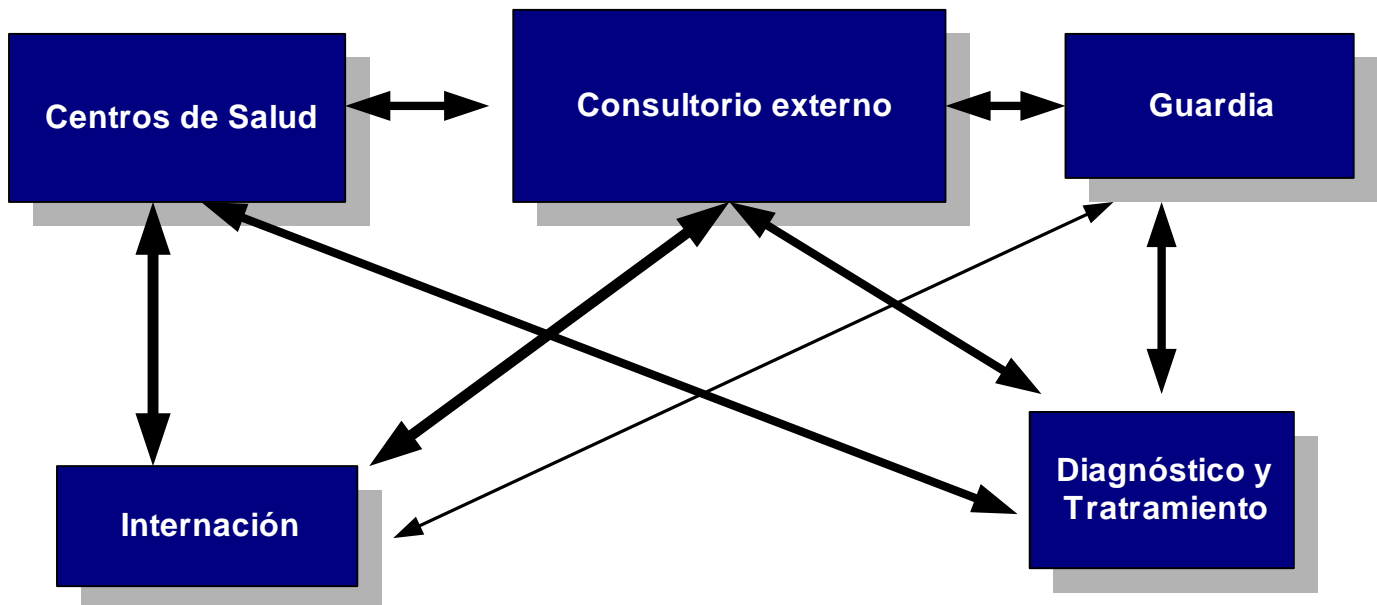 Centros de Salud
Consultorio externo
Guardia
Internación
Diagnóstico y
Tratramiento